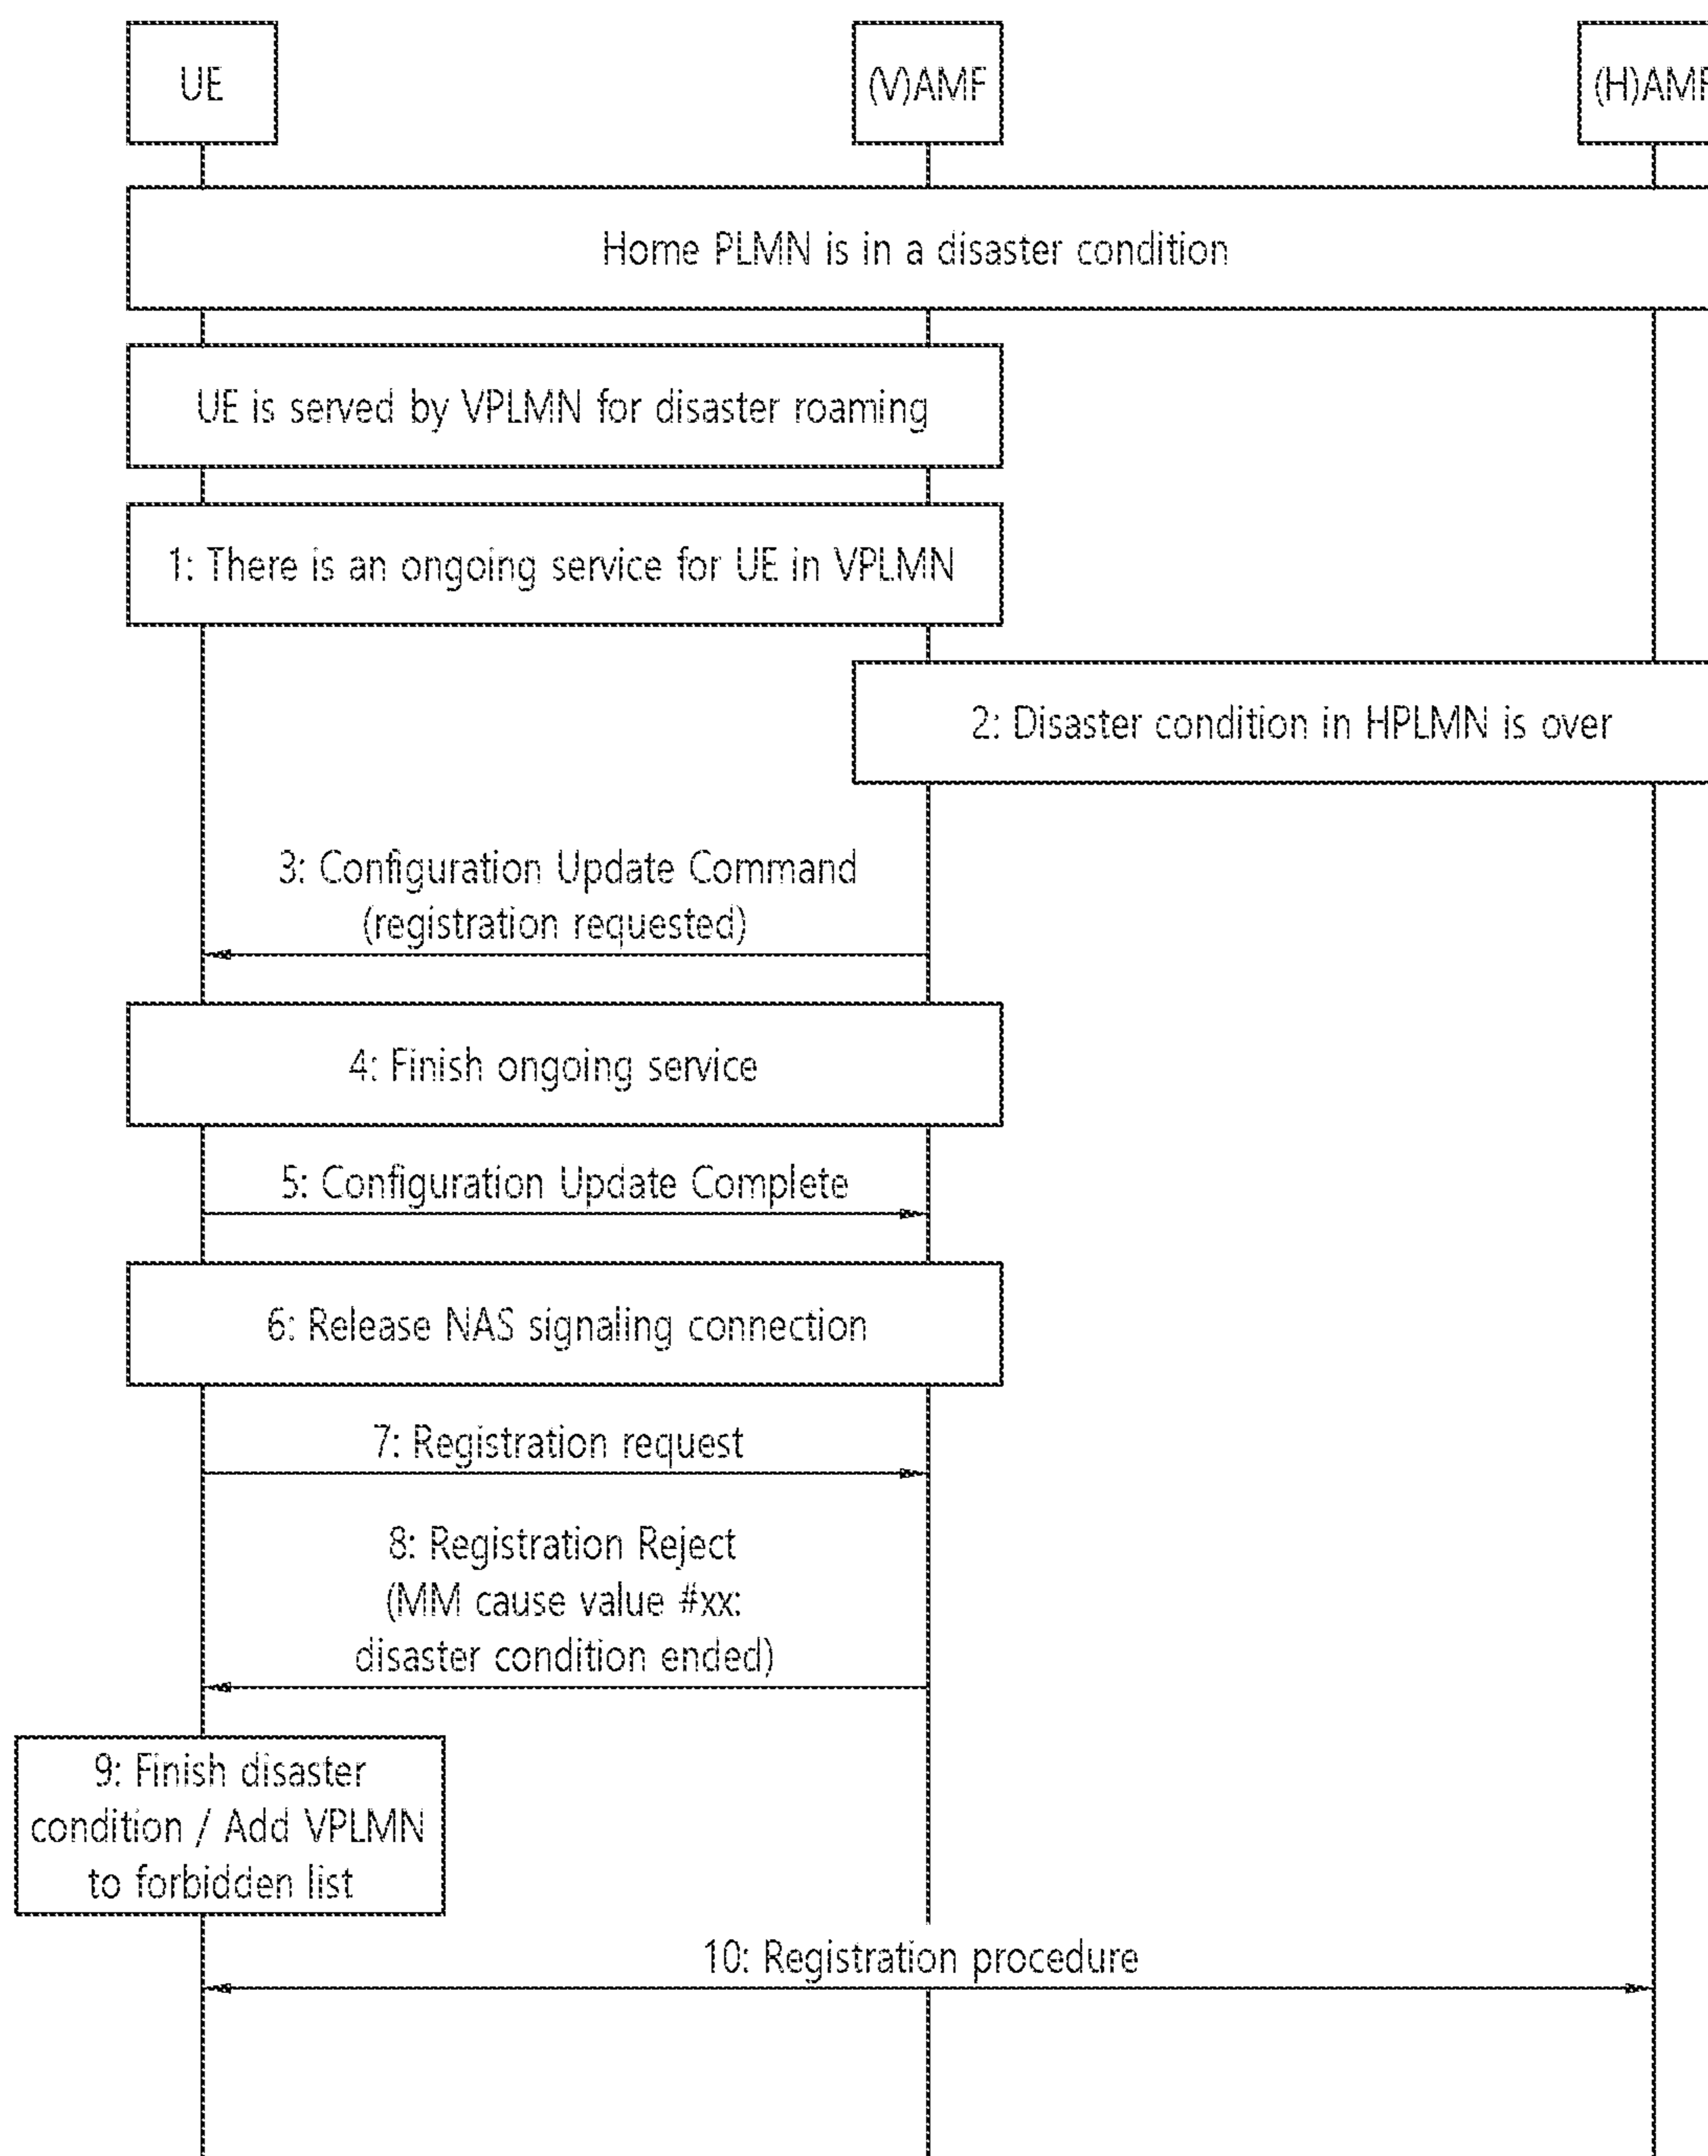 UE
(V)AMF
(H)AMF
Home PLMN is in a disaster condition
UE is served by VPLMN for disaster roaming
1: There is an ongoing service for UE in VPLMN
2: Disaster condition in HPLMN is over
3: Configuration Update Command
(registration requested)
4: Finish ongoing service
5: Configuration Update Complete
6: Release NAS signaling connection
7: Registration request
8: Registration Reject
(MM cause value #xx:
disaster condition ended)
9: Finish disaster
condition / Add VPLMN
to forbidden list
10: Registration procedure